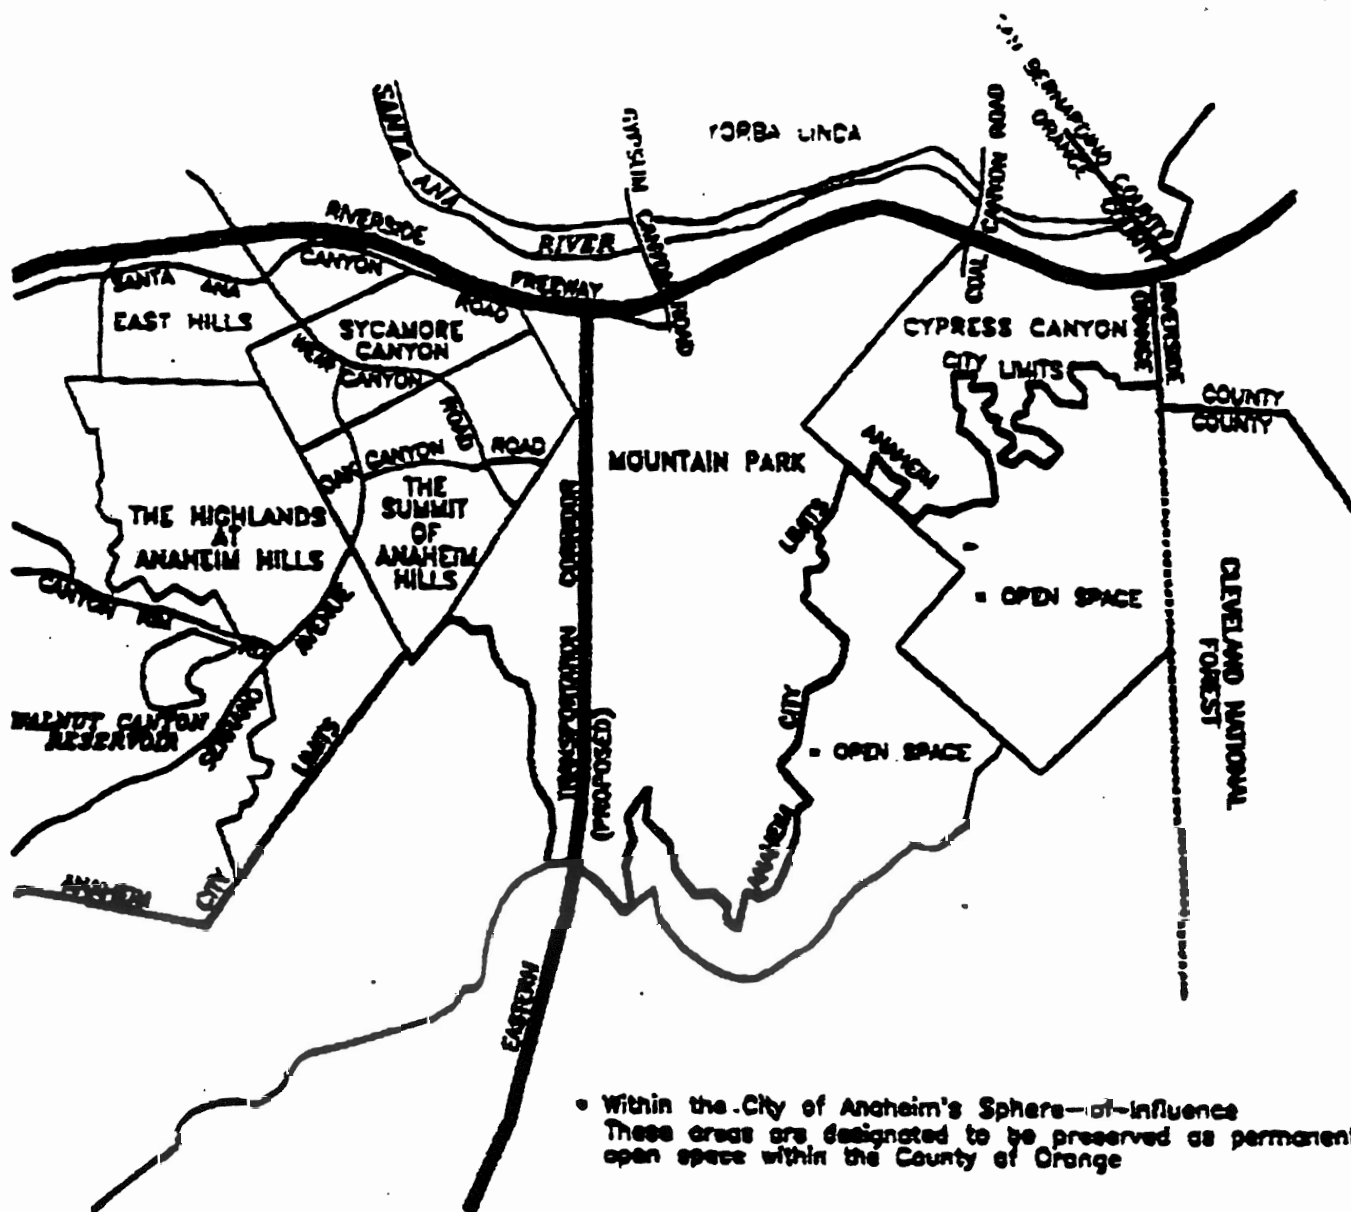 SAN BERNARDINO COUNTY
ORANGE COUNTY
SANTA ANA RIVER
GYPSUM CANYON ROAD
YORBA LINDA
COAL CANYON ROAD
RIVERSIDE FREEWAY
SANTA ANA CANYON ROAD
EAST HILLS
SYCAMORE
CANYON
WEIR CANYON ROAD
CYPRESS CANYON
RIVERSIDE COUNTY
ORANGE COUNTY
CITY LIMITS
ANAHEIM
OAK CANYON ROAD
MOUNTAIN PARK
THE HIGHLANDS
AT
ANAHEIM HILLS
THE
SUMMIT
OF
ANAHEIM
HILLS
CANYON RIM RD
SERRANO AVENUE
WALNUT CANYON
RESERVOIR
ANAHEIM CITY LIMITS
ANAHEIM CITY LIMITS
EASTERN TRANSPORTATION CORRIDOR
(PROPOSED)
* OPEN SPACE
* OPEN SPACE
CLEVELAND NATIONAL
FOREST
* Within the City of Anaheim's Sphere-of-Influence
These areas are designated to be preserved as permanent
open space within the County of Orange